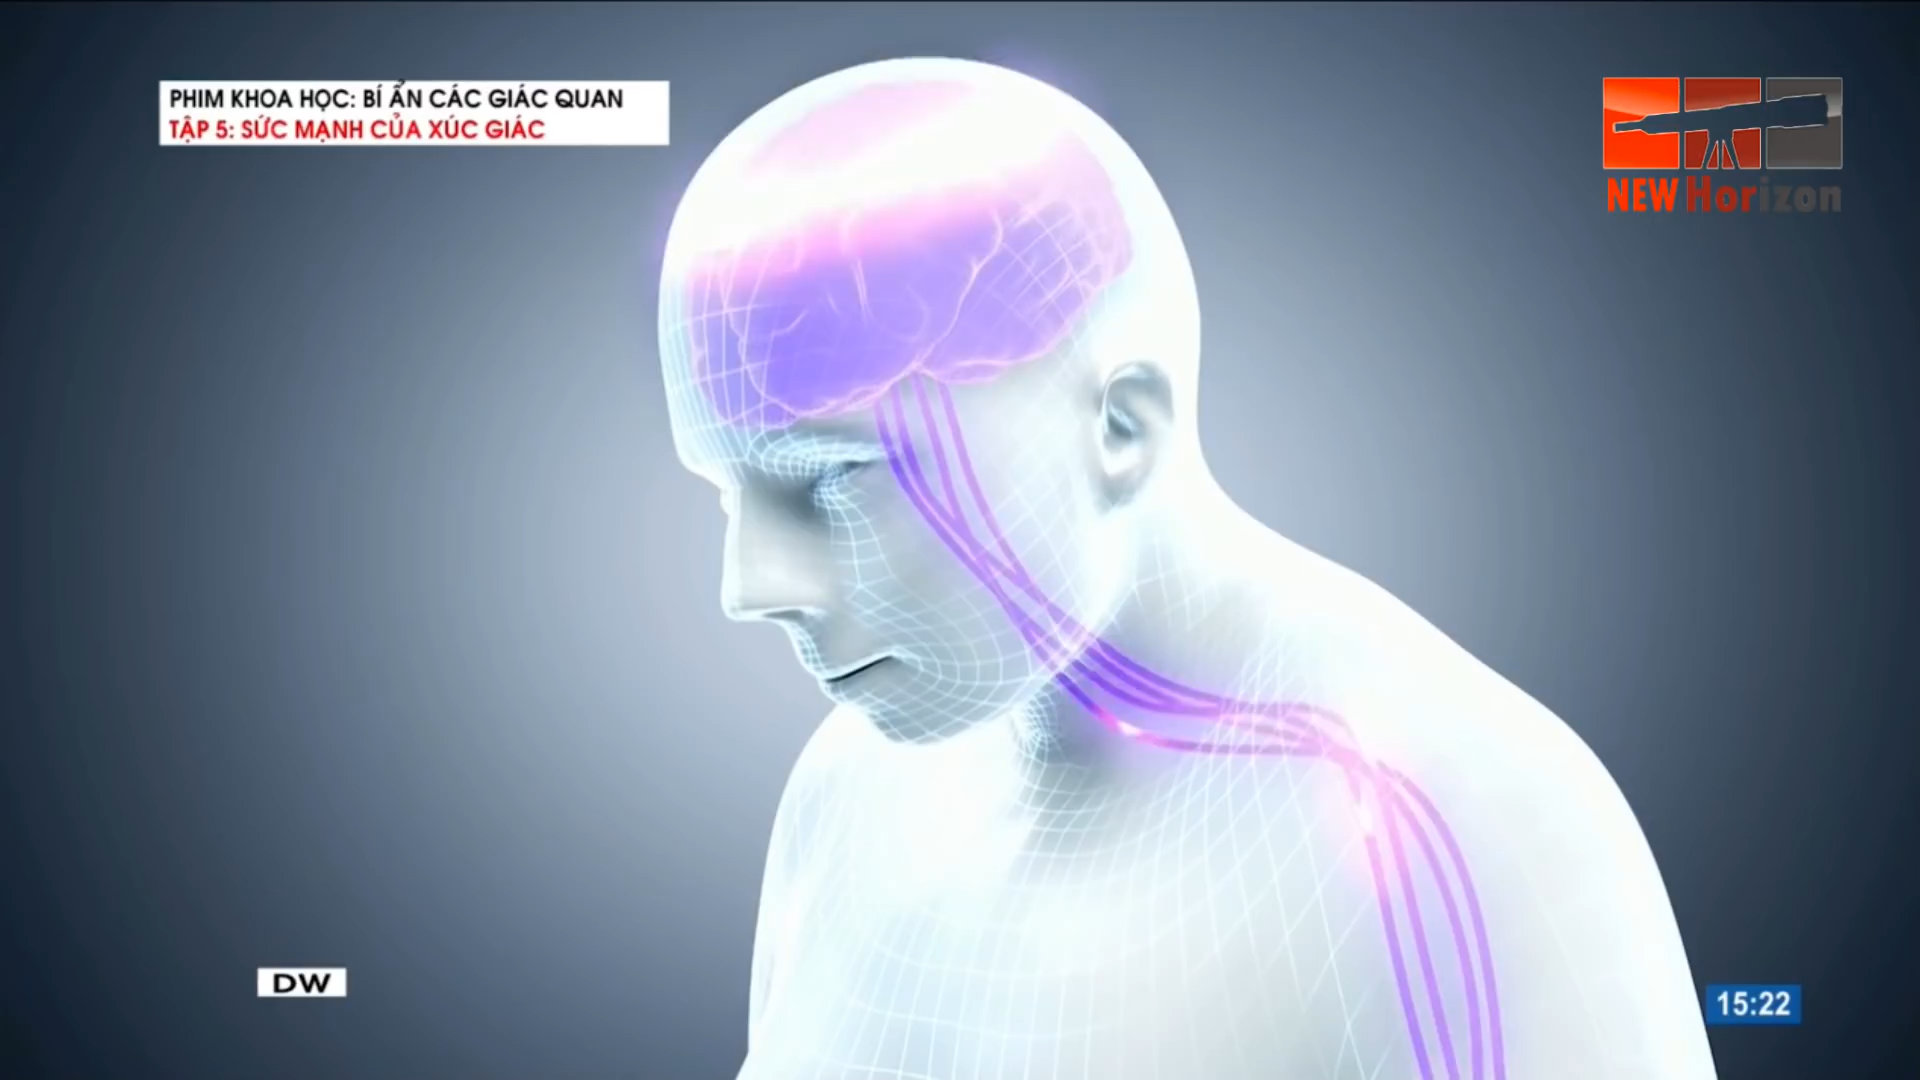 PHIM KHOA HỌC: BÍ ẨN CÁC GIÁC QUAN
TẬP 5: SỨC MẠNH CỦA XÚC GIÁC
NEW Horizon
DW
15:22